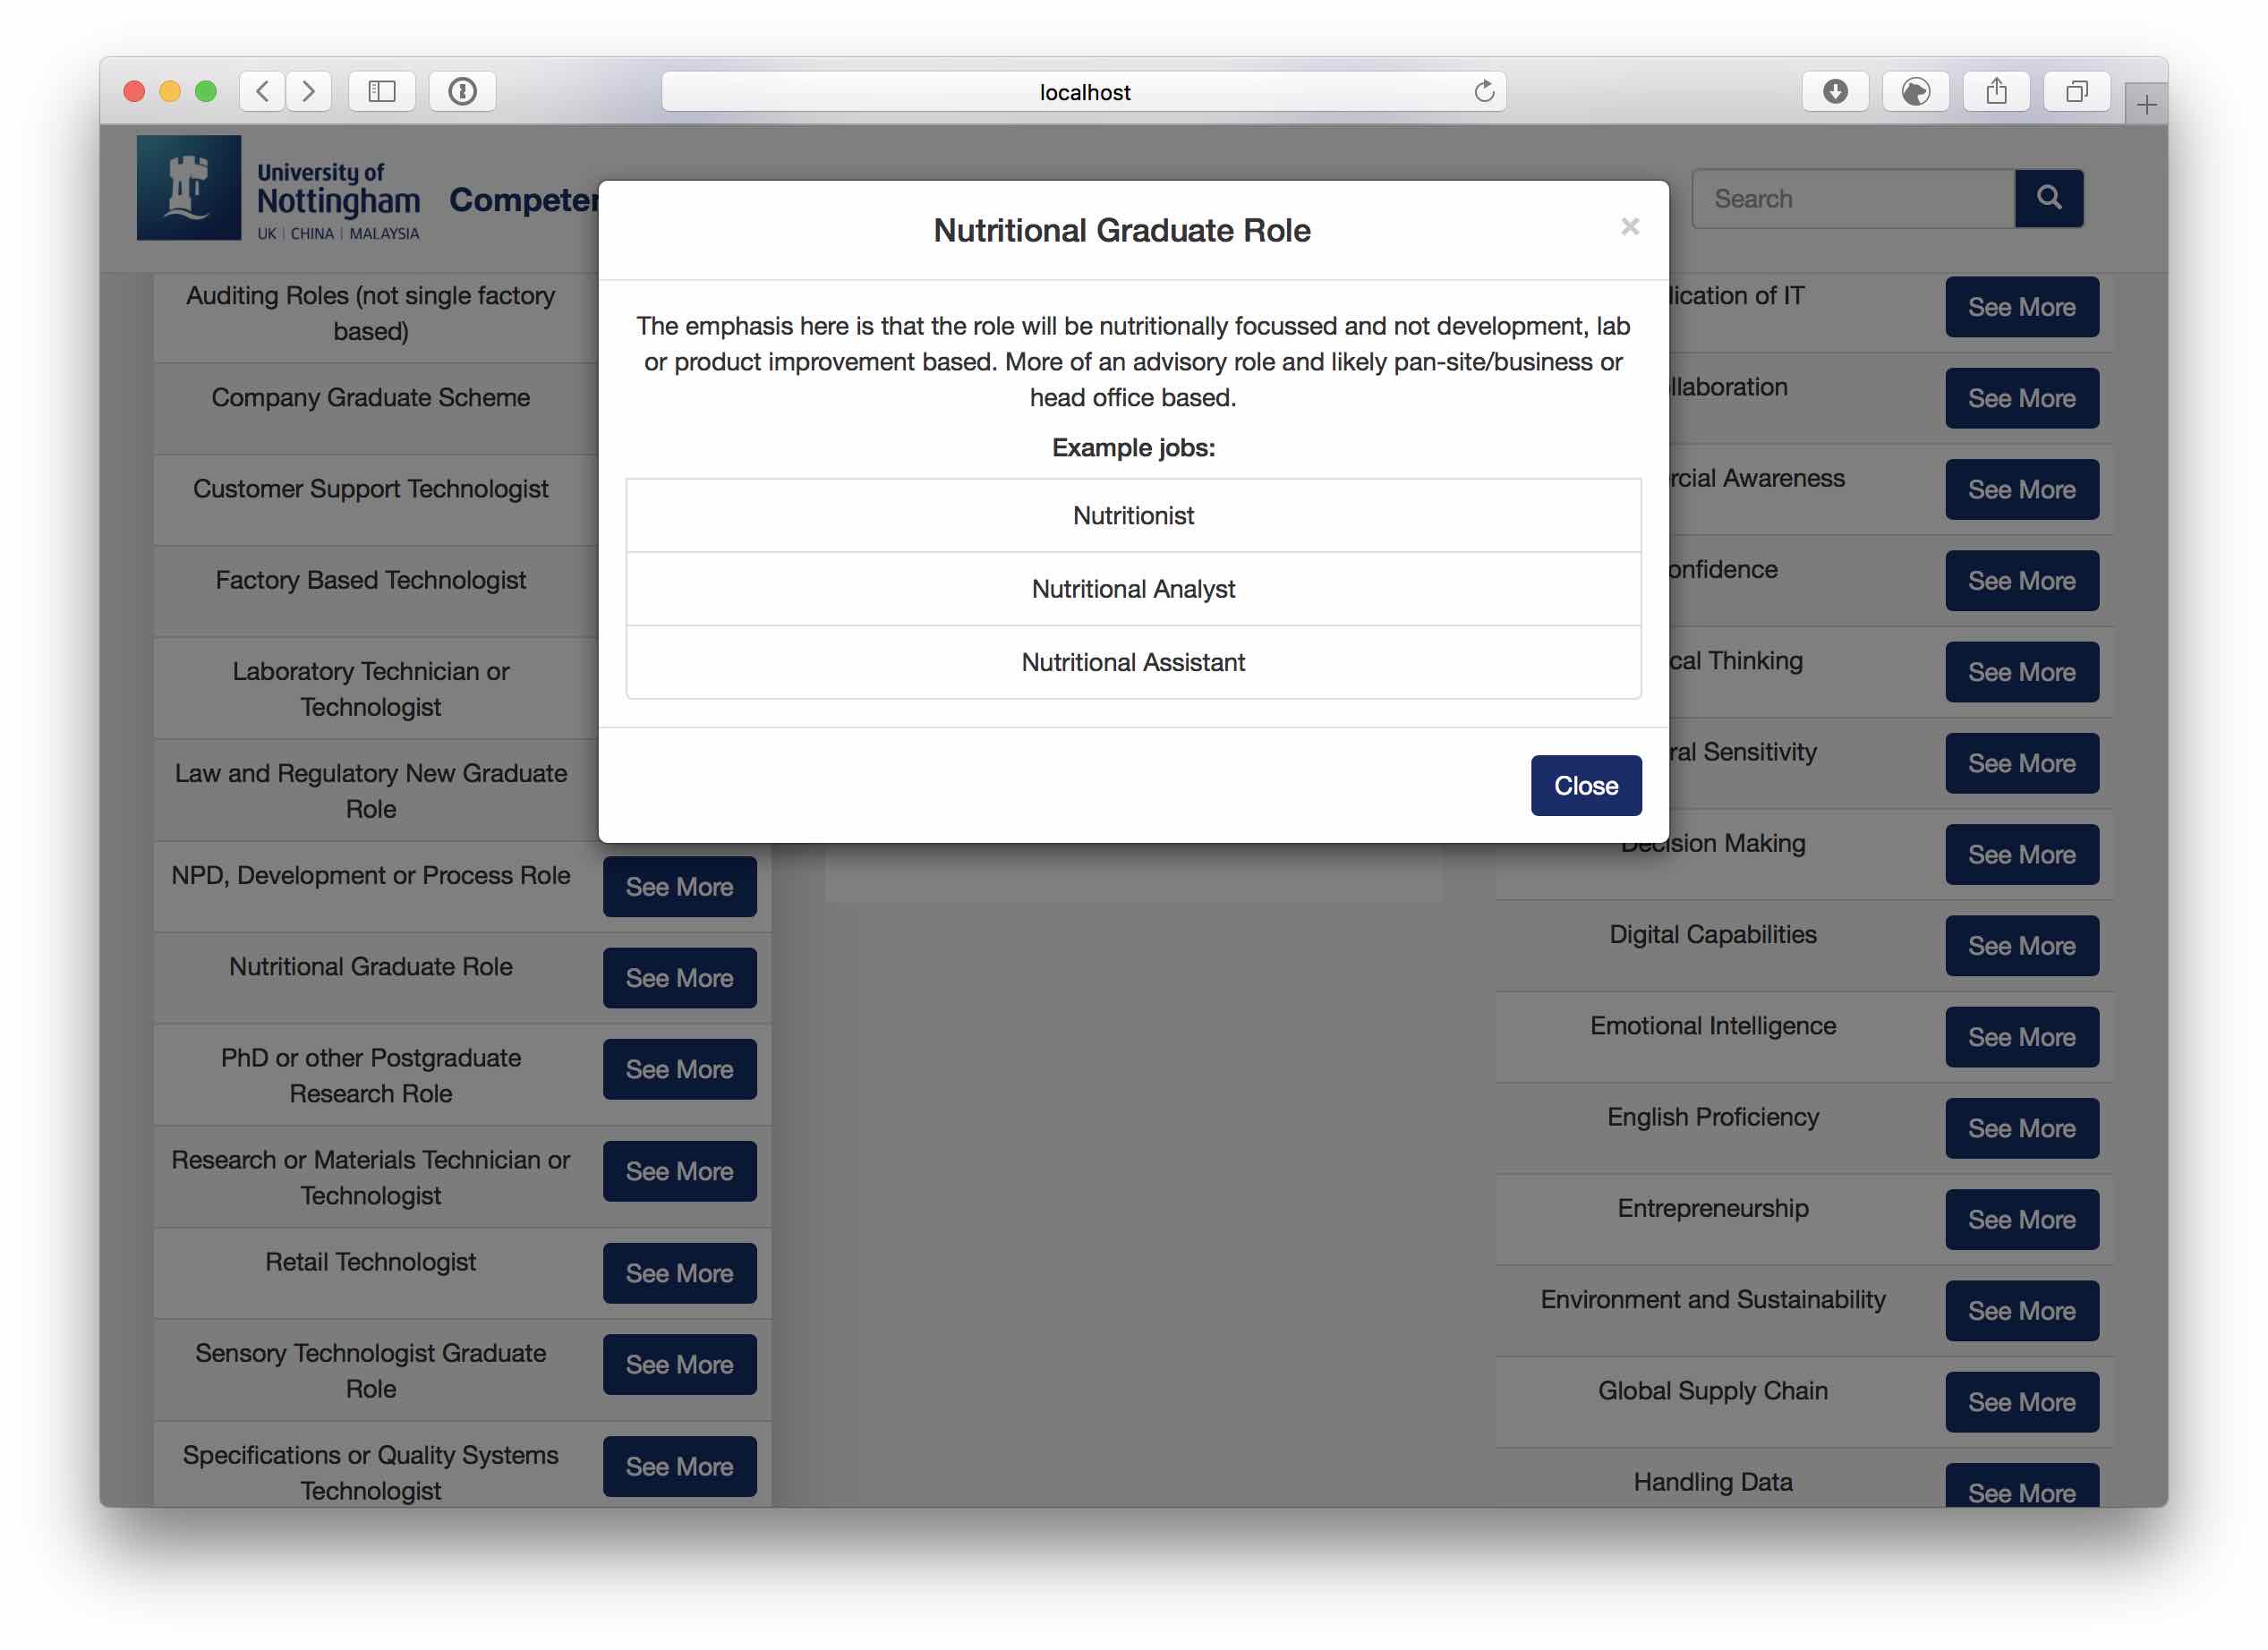 localhost
University of
Nottingham
UK | CHINA | MALAYSIA
Search
Nutritional Graduate Role
×
The emphasis here is that the role will be nutritionally focussed and not development, lab
or product improvement based. More of an advisory role and likely pan-site/business or
head office based.
Example jobs:
Nutritionist
Nutritional Analyst
Nutritional Assistant
Close
Auditing Roles (not single factory
based)
Company Graduate Scheme
Customer Support Technologist
Factory Based Technologist
Laboratory Technician or
Technologist
Law and Regulatory New Graduate
Role
NPD, Development or Process Role
See More
Nutritional Graduate Role
See More
PhD or other Postgraduate
Research Role
See More
Research or Materials Technician or
Technologist
See More
Retail Technologist
See More
Sensory Technologist Graduate
Role
See More
Specifications or Quality Systems
Technologist
See More
of IT
See More
See More
Awareness
See More
See More
Thinking
See More
Sensitivity
See More
Decision Making
See More
Digital Capabilities
See More
Emotional Intelligence
See More
English Proficiency
See More
Entrepreneurship
See More
Environment and Sustainability
See More
Global Supply Chain
See More
Handling Data
See More